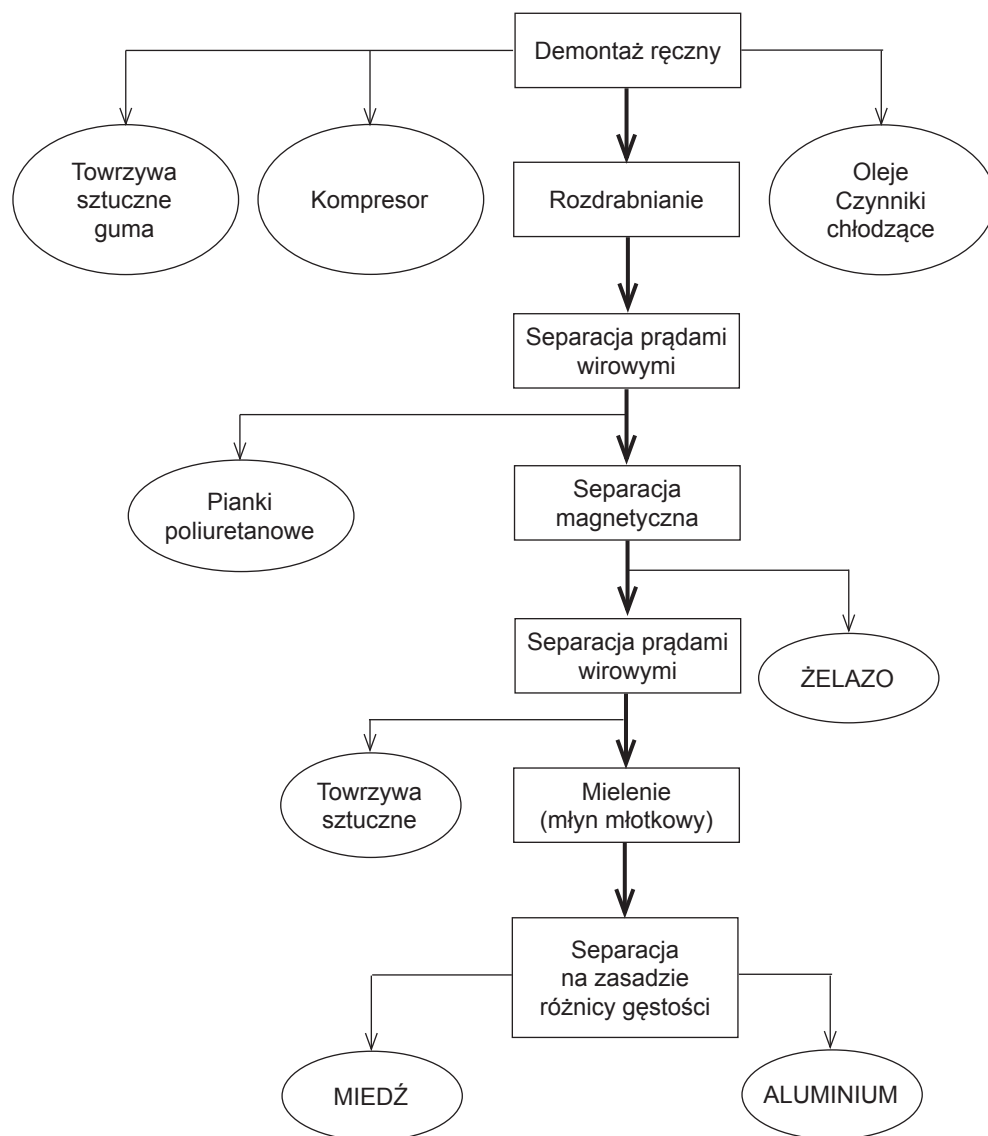 Demontaż ręczny
Towrzywa
sztuczne
guma
Kompresor
Rozdrabnianie
Oleje
Czynniki
chłodzące
Separacja prądami
wirowymi
Pianki
poliuretanowe
Separacja
magnetyczna
Separacja prądami
wirowymi
ŻELAZO
Towrzywa
sztuczne
Mielenie
(młyn młotkowy)
Separacja
na zasadzie
różnicy gęstości
MIEDŹ
ALUMINIUM